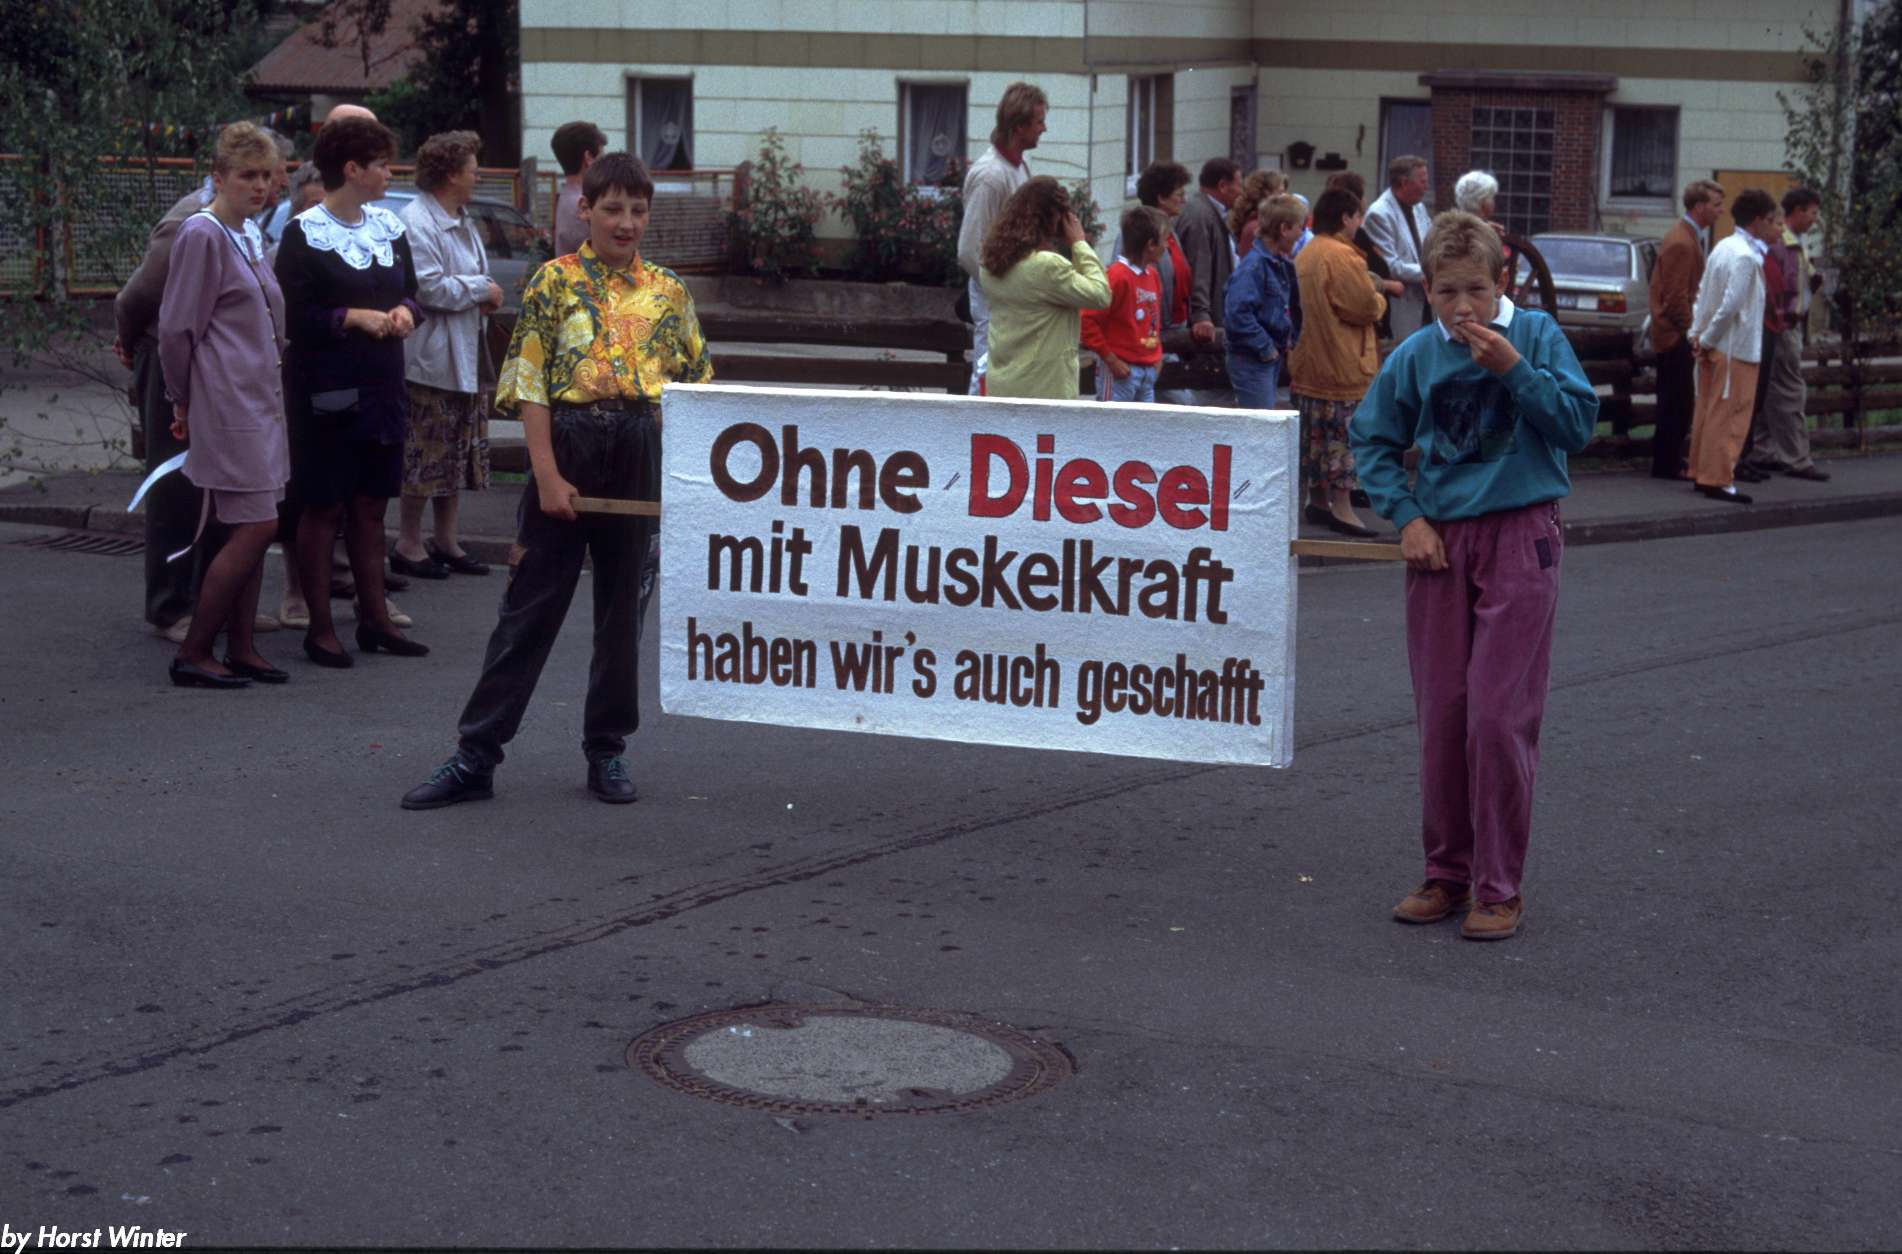 Ohne "Diesel"
mit Muskelkraft
haben wir's auch geschafft
by Horst Winter